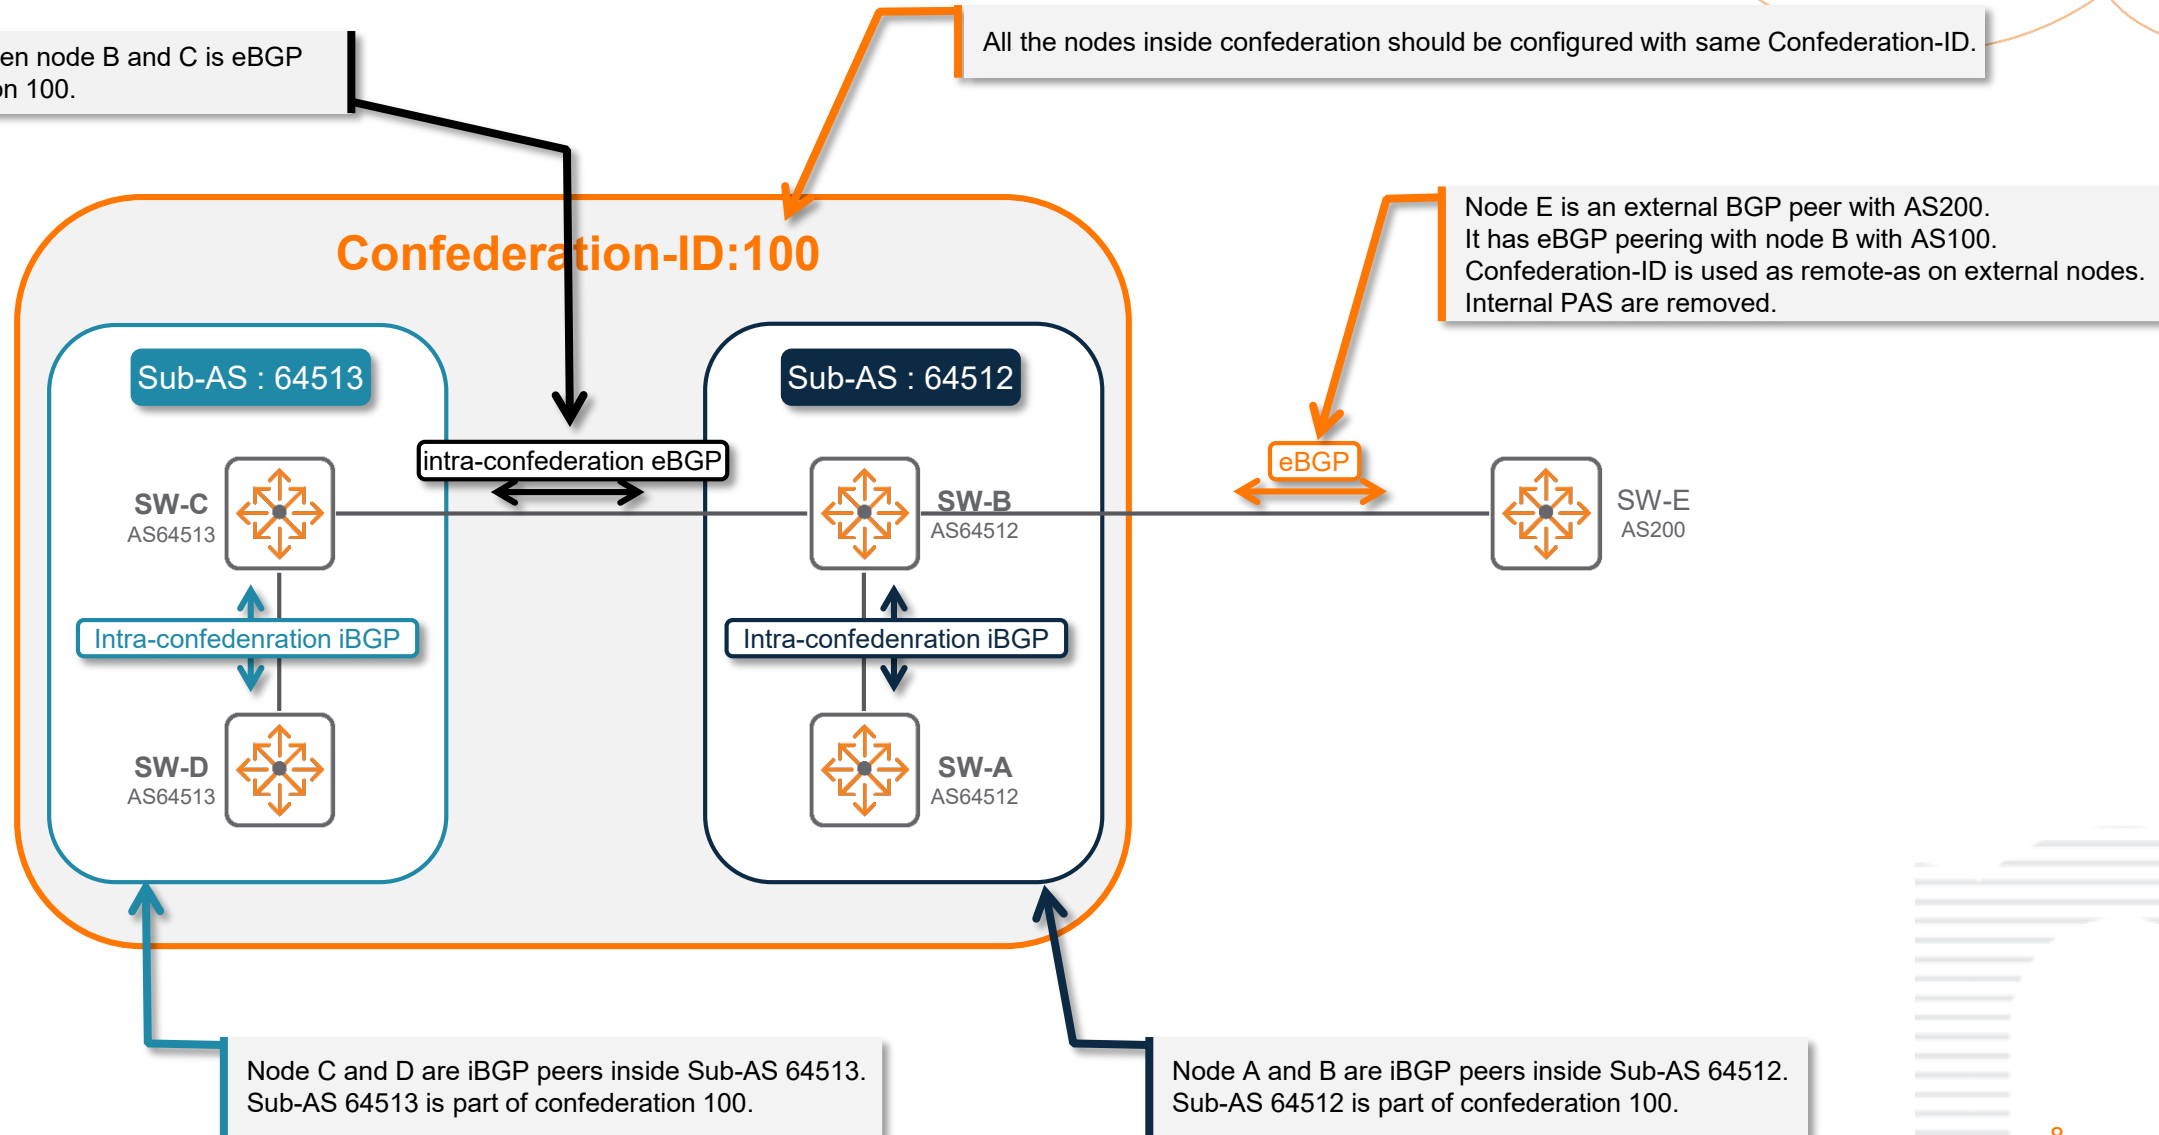 All the nodes inside confederation should be configured with same Confederation-ID.
node B and C is eBGP
100.
Node E is an external BGP peer with AS200.
It has eBGP peering with node B with AS100.
Confederation-ID is used as remote-as on external nodes.
Internal PAS are removed.
Confederation-ID:100
Sub-AS : 64513
Sub-AS : 64512
intra-confederation eBGP
eBGP
SW-C
AS64513
SW-B
AS64512
SW-E
AS200
Intra-confedenration iBGP
Intra-confedenration iBGP
SW-D
AS64513
SW-A
AS64512
Node C and D are iBGP peers inside Sub-AS 64513.
Sub-AS 64513 is part of confederation 100.
Node A and B are iBGP peers inside Sub-AS 64512.
Sub-AS 64512 is part of confederation 100.